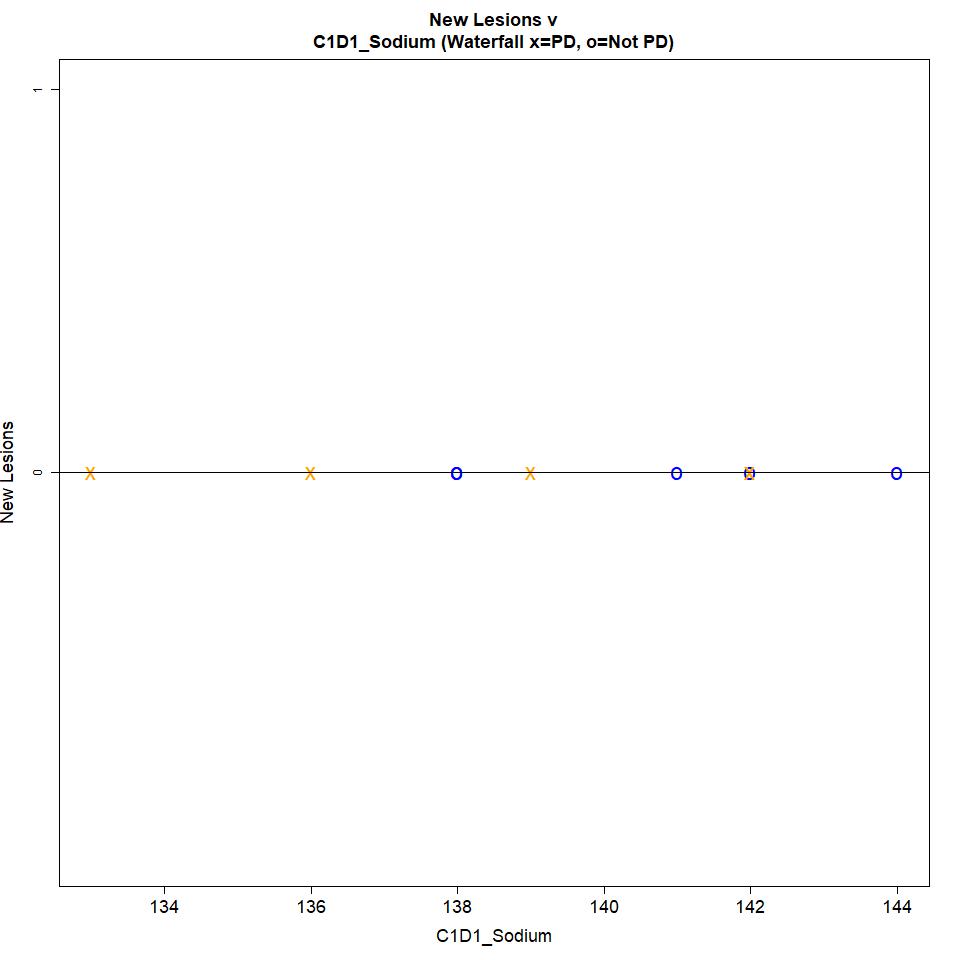 New Lesions v
C1D1_Sodium (Waterfall x=PD, o=Not PD)
1
0
New Lesions
x x o x o o x o
134 136 138 140 142 144
C1D1_Sodium